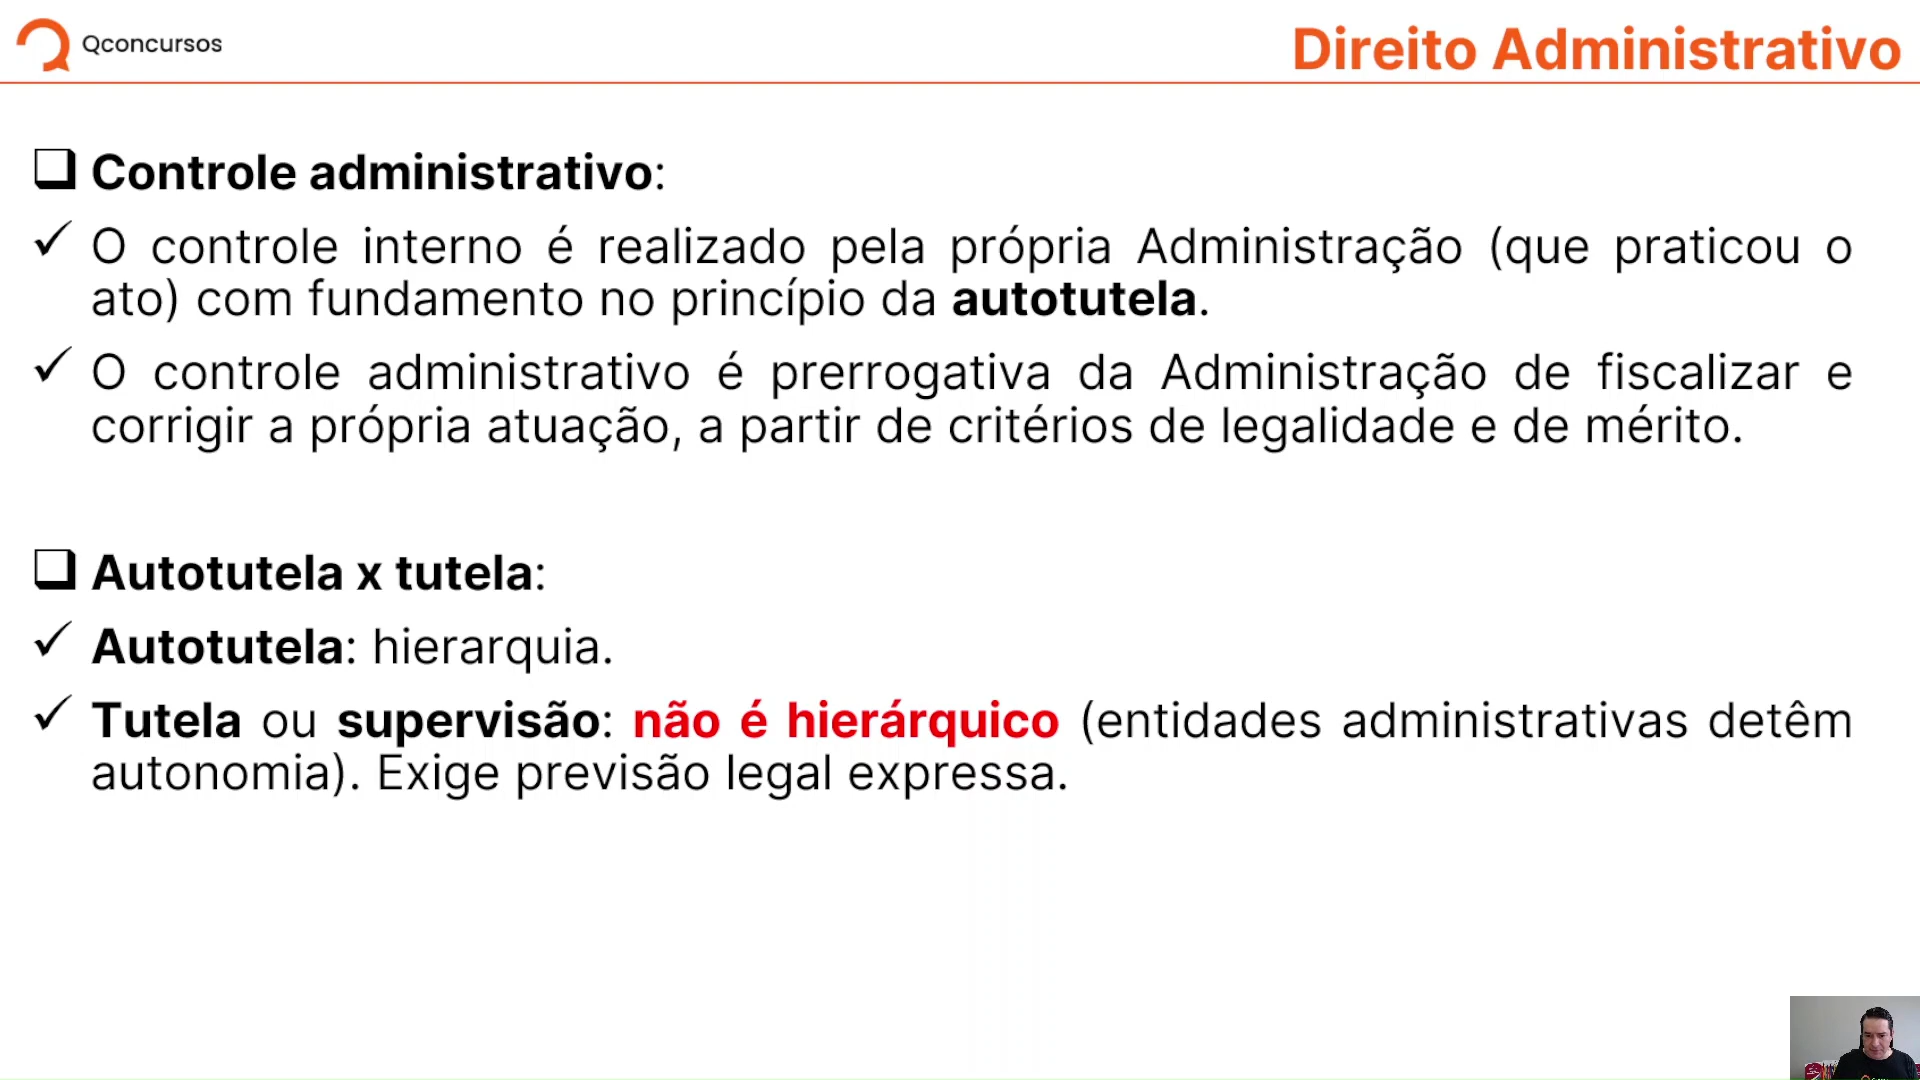 Qconcursos
Direito Administrativo
Controle administrativo:
O controle interno é realizado pela própria Administração (que praticou o
ato) com fundamento no princípio da autotutela.
O controle administrativo é prerrogativa da Administração de fiscalizar e
corrigir a própria atuação, a partir de critérios de legalidade e de mérito.
Autotutela x tutela:
Autotutela: hierarquia.
Tutela ou supervisão: não é hierárquico (entidades administrativas detêm
autonomia). Exige previsão legal expressa.